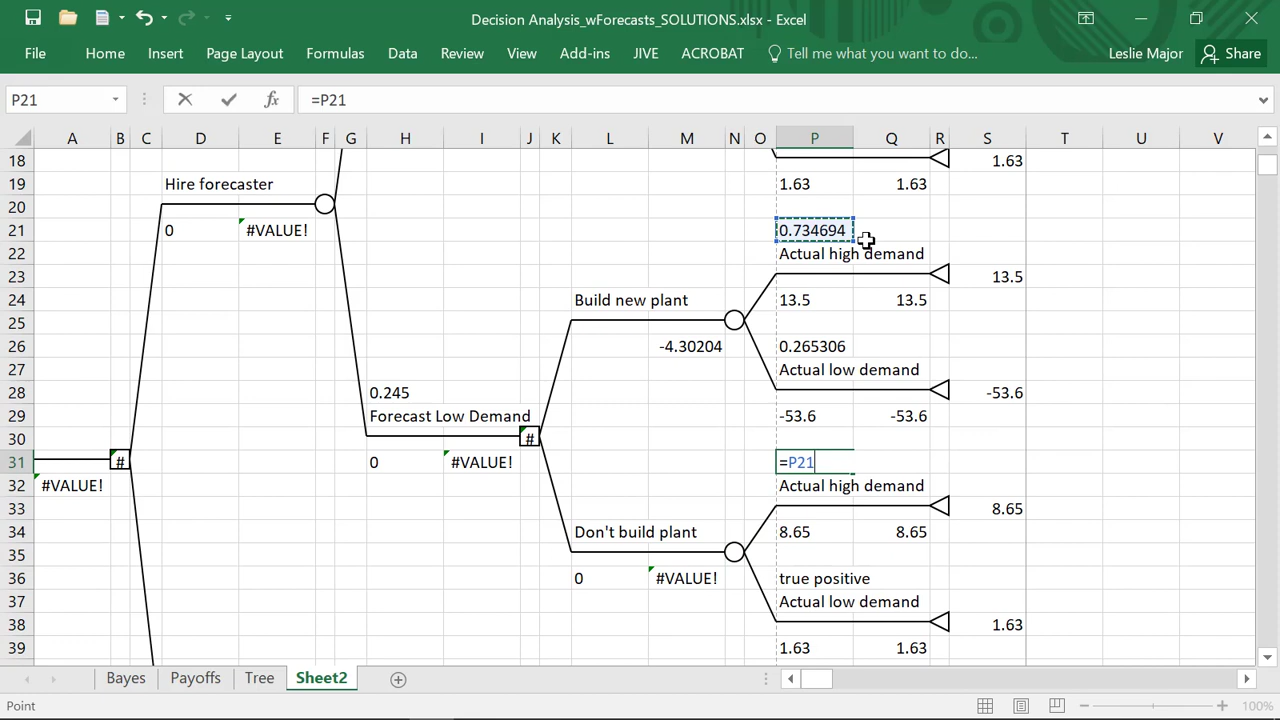 Decision Analysis_wForecasts_SOLUTIONS.xlsx - Excel
File Home Insert Page Layout Formulas Data Review View Add-ins JIVE ACROBAT Tell me what you want to do... Leslie Major Share
P21 fx =P21
A B C D E F G H I J K L M N O P Q R S T U V
18 1.63
19 Hire forecaster 1.63 1.63
20
21 0 #VALUE! 0.734694
22 Actual high demand
23 13.5
24 Build new plant 13.5 13.5
25
26 -4.30204 0.265306
27 Actual low demand
28 0.245 -53.6
29 Forecast Low Demand -53.6 -53.6
30 #
31 # 0 #VALUE! =P21
32 #VALUE! Actual high demand
33 8.65
34 Don't build plant 8.65 8.65
35
36 0 #VALUE! true positive
37 Actual low demand
38 1.63
39 1.63 1.63
Bayes Payoffs Tree Sheet2
Point 100%